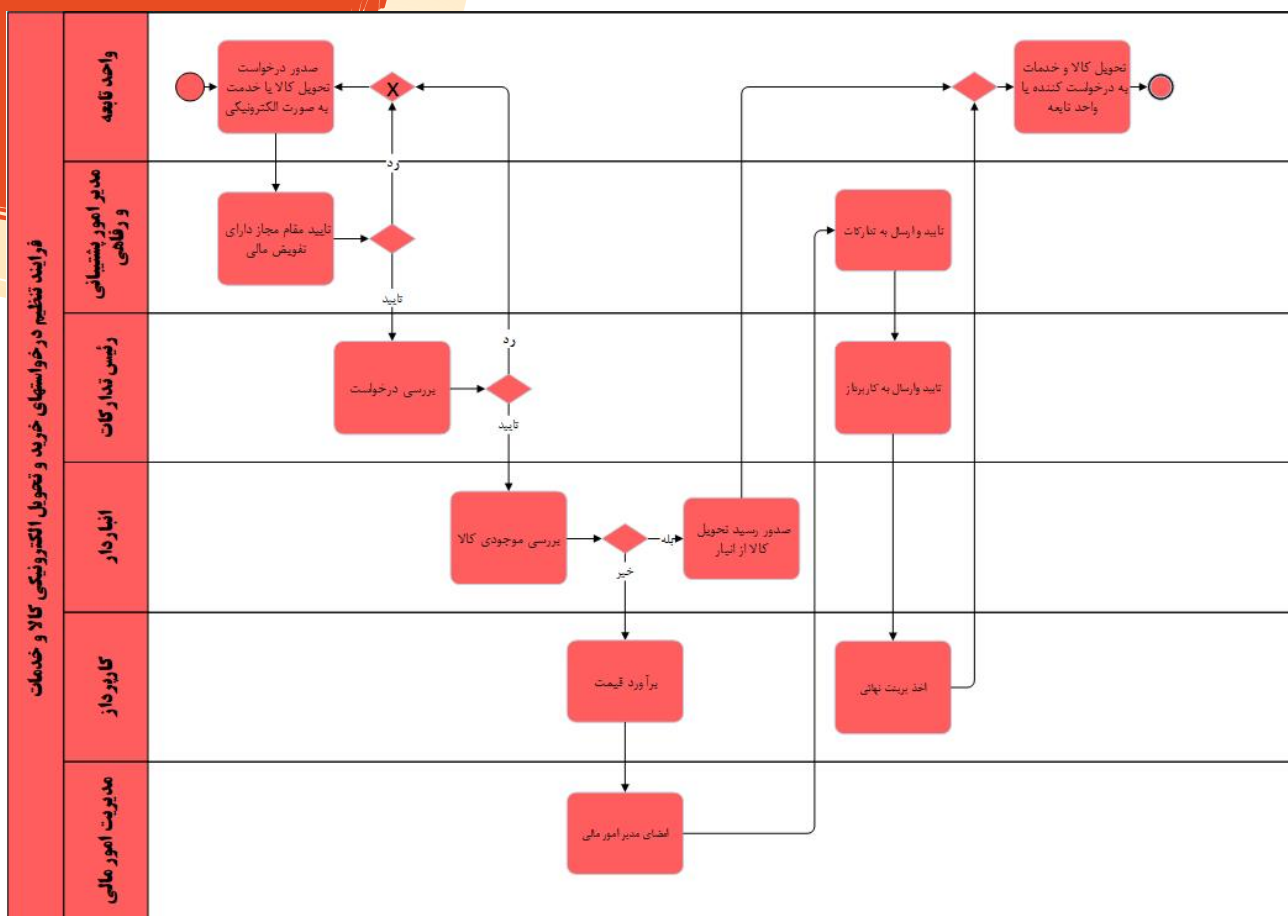 فرایند تنظیم درخواستهای خرید و تحویل الکترونیکی کالا و خدمات
واحد تابعه
صدور درخواست
تحویل کالا یا خدمت
به صورت الکترونیکی
X
تحویل کالا و خدمات
به درخواست کننده یا
واحد تابعه
رد
مدیر امور پشتیبانی
و رفاهی
تایید مقام مجاز دارای
تفویض مالی
تایید
تایید و ارسال به تدارکات
رئیس تدارکات
بررسی درخواست
رد
تایید
تایید وارسال به کارپرداز
انباردار
بررسی موجودی کالا
بله
خیر
صدور رسید تحویل
کالا از انبار
کارپرداز
برآورد قیمت
اخذ پرینت نهائی
مدیریت امور مالی
امضای مدیر امور مالی